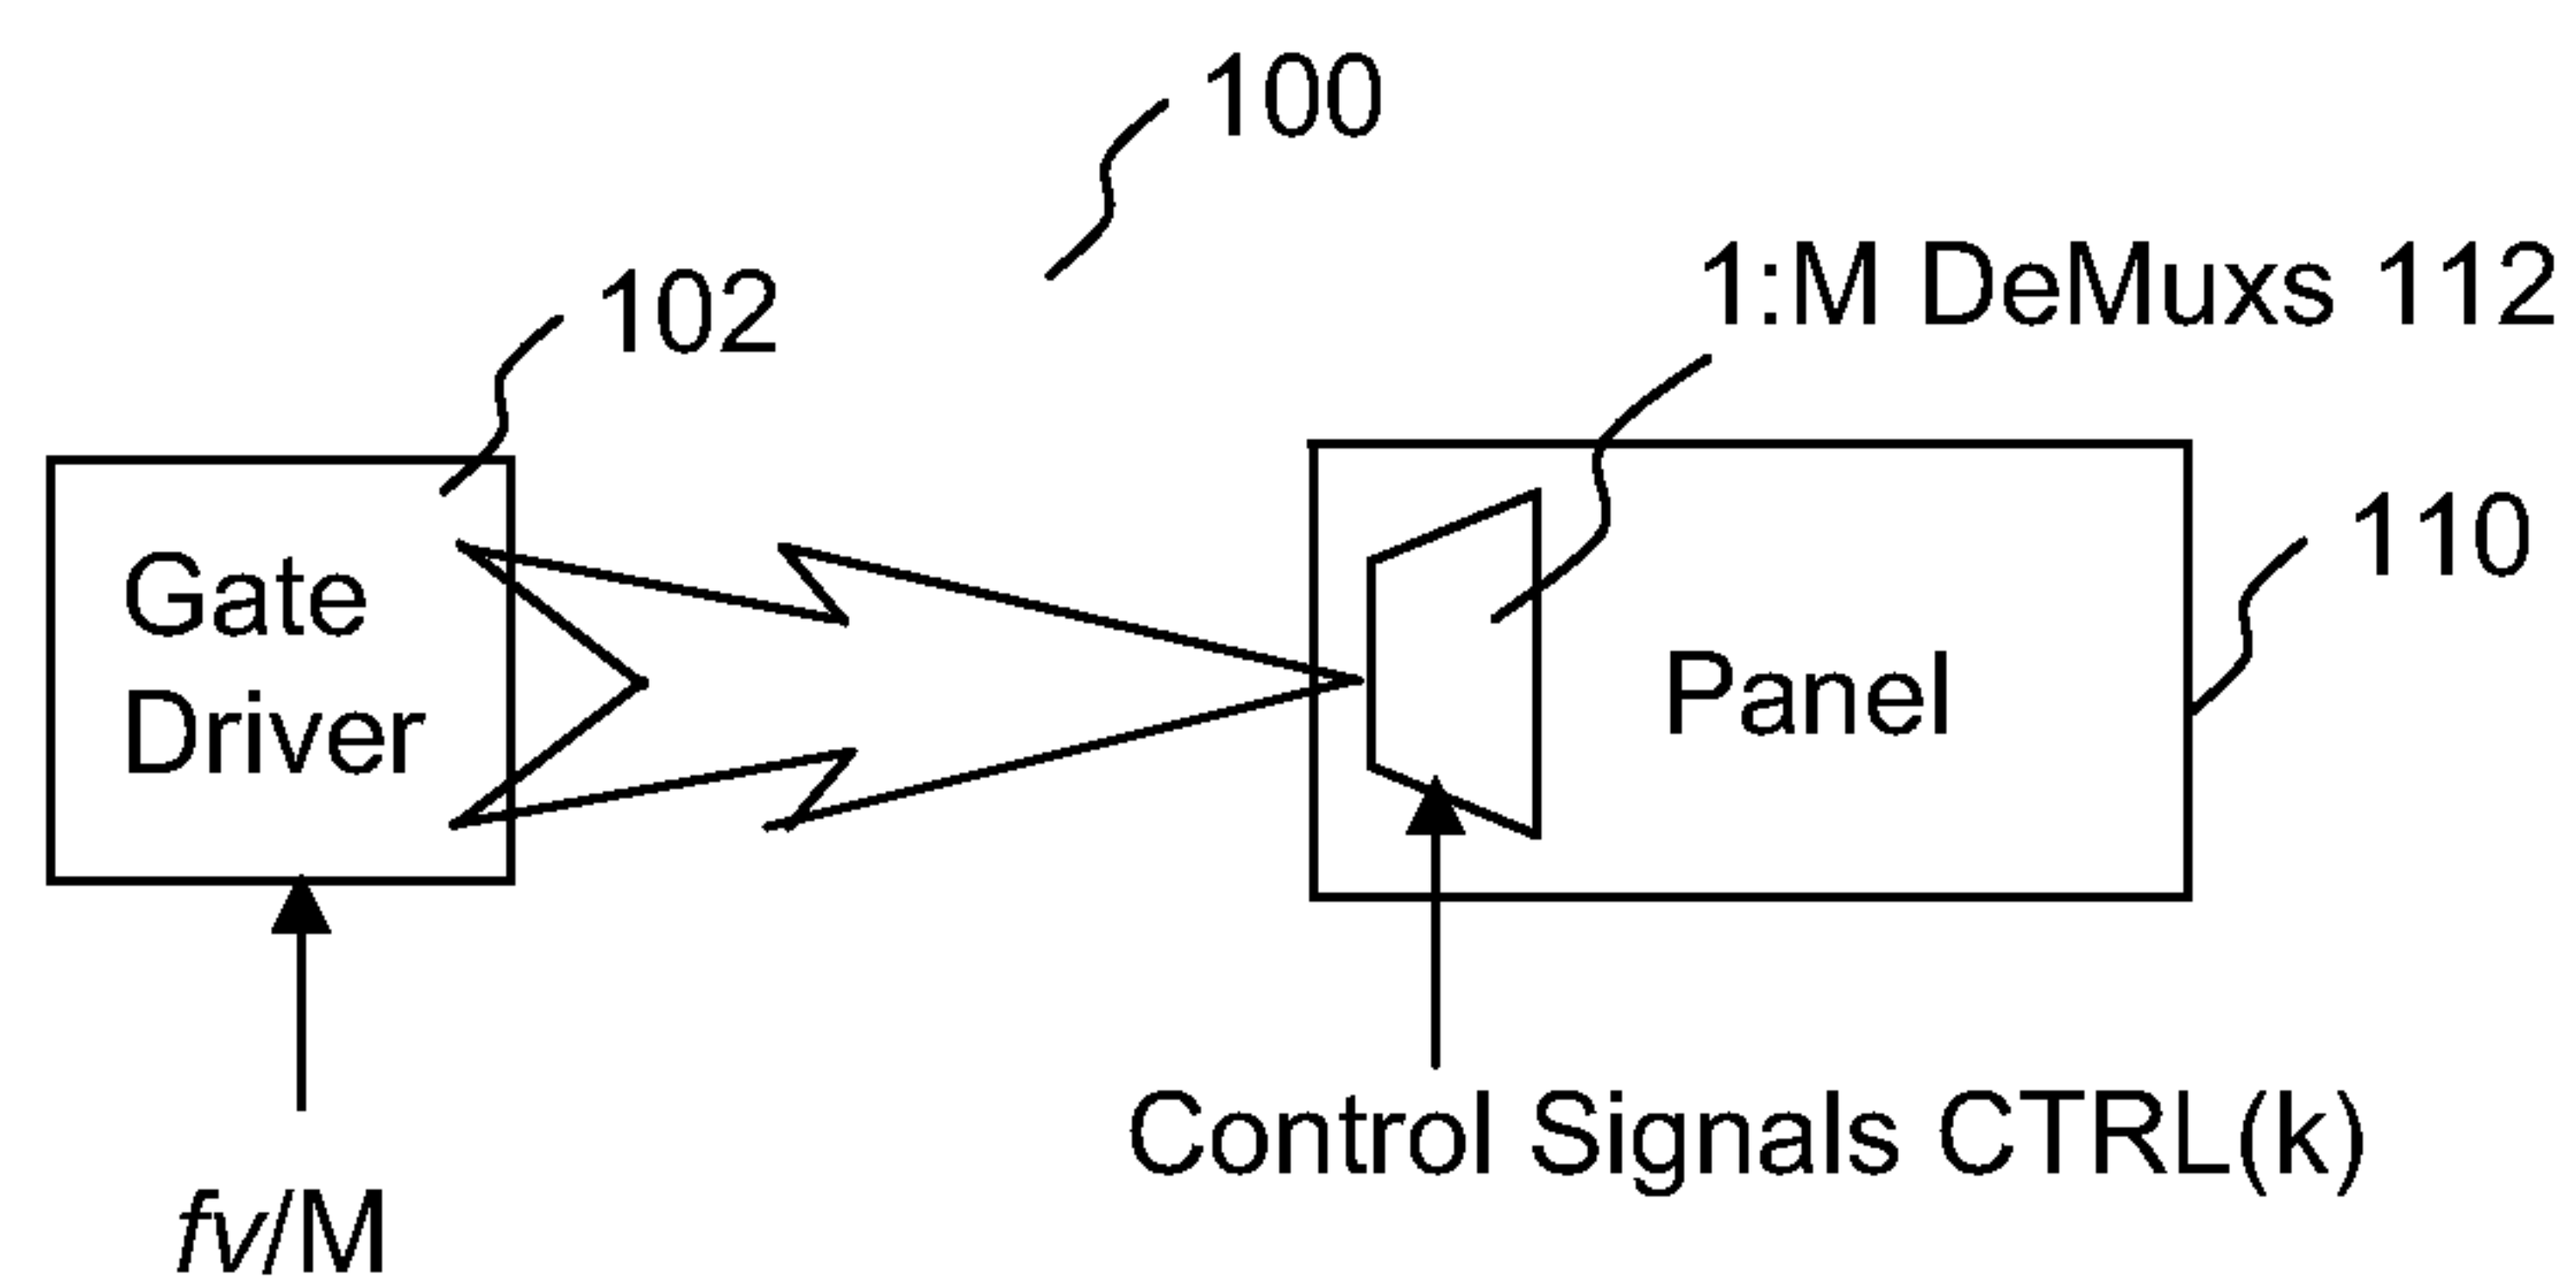 100
102
1:M DeMuxs 112
110
Gate
Driver
Panel
Control Signals CTRL(k)
fv/M